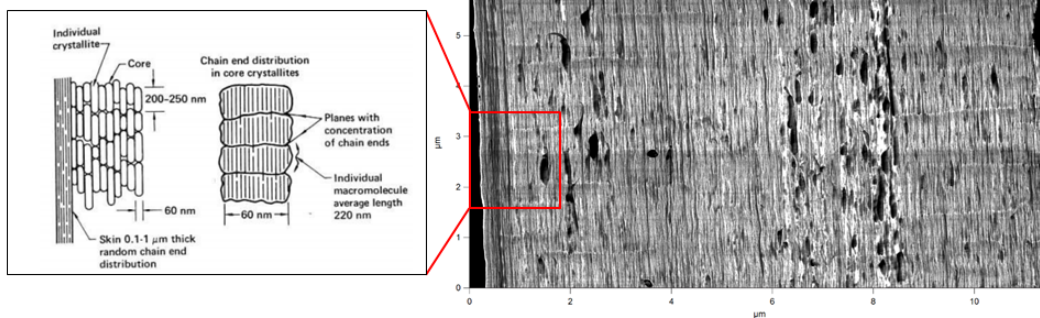 Individual
crystallite
Core
200-250 nm
60 nm
Skin 0.1-1 µm thick
random chain end
distribution
Chain end distribution
in core crystallites
Planes with
concentration
of chain ends
Individual
macromolecule
average length
220 nm
60 nm
5
4
3
2
1
0
µm
0
2
4
6
8
10
µm